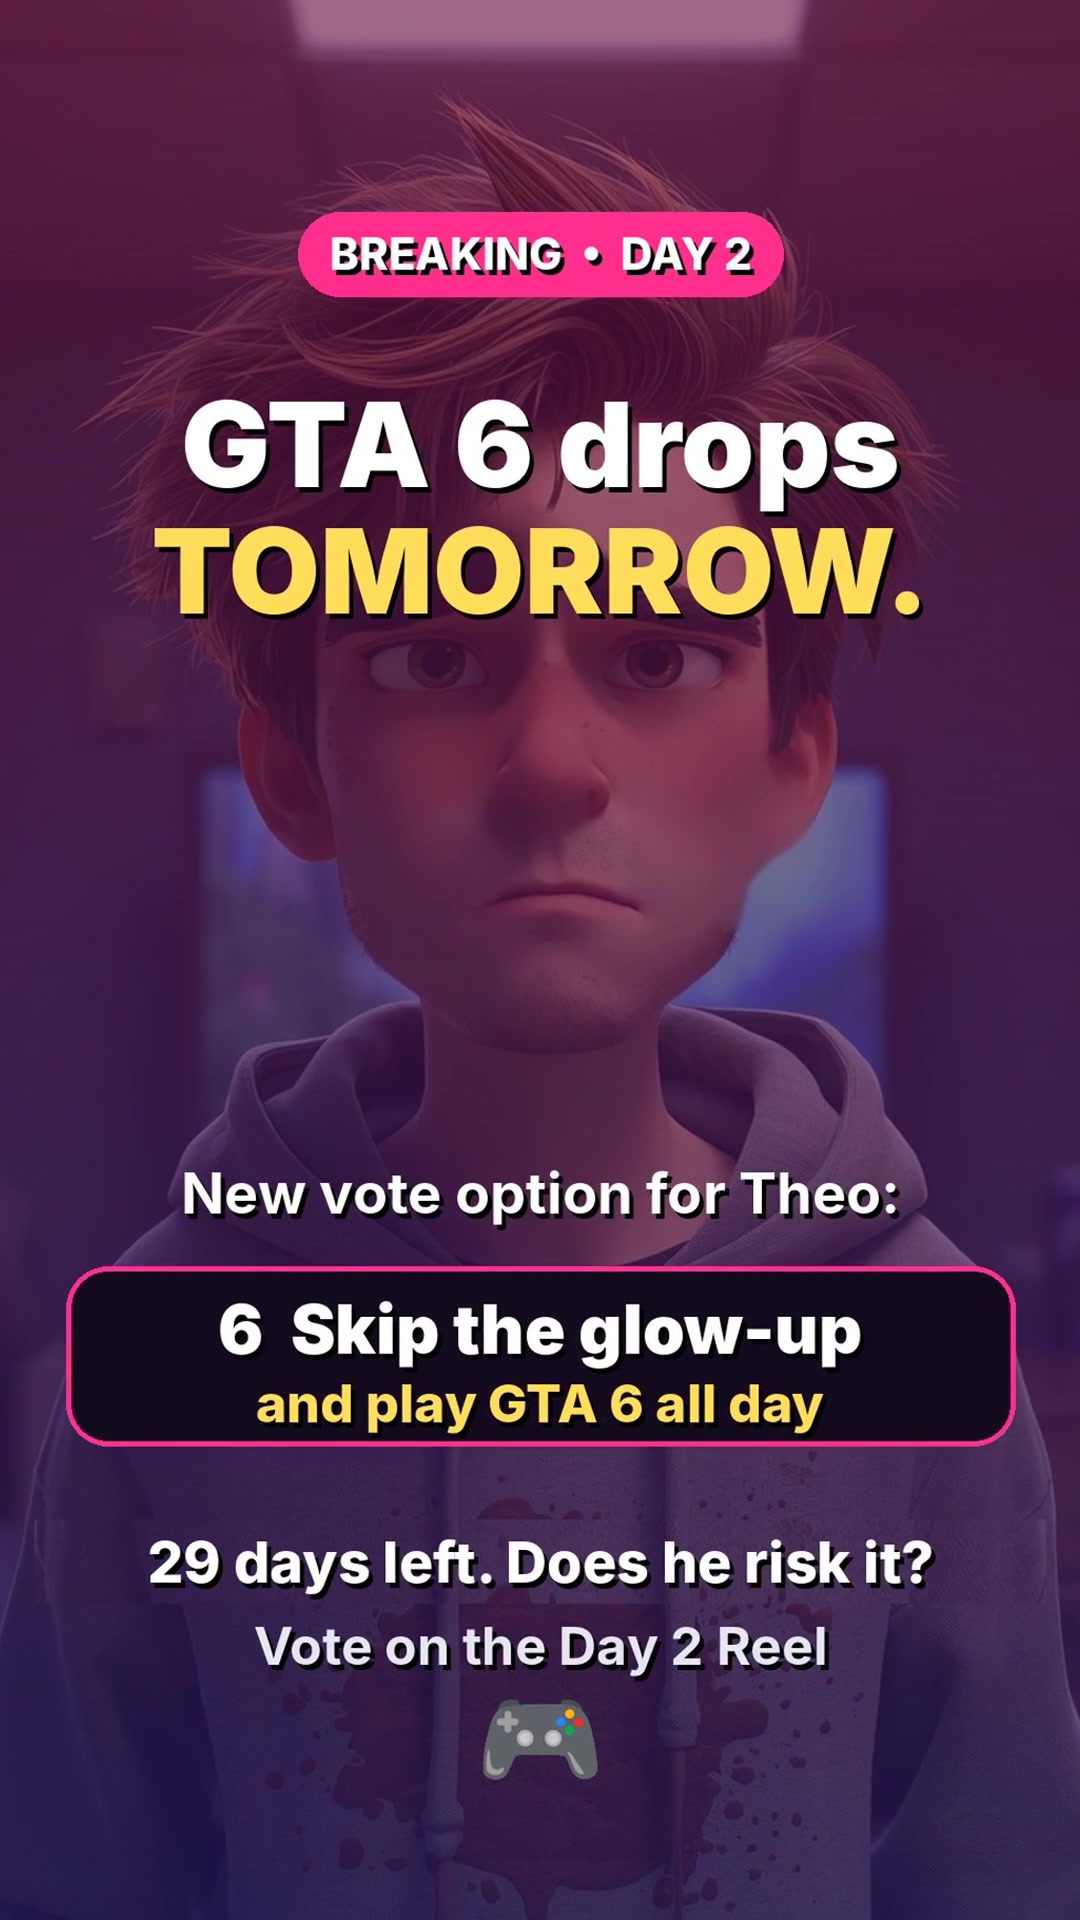 BREAKING • DAY 2
GTA 6 drops
TOMORROW.
New vote option for Theo:
6 Skip the glow-up
and play GTA 6 all day
29 days left. Does he risk it?
Vote on the Day 2 Reel